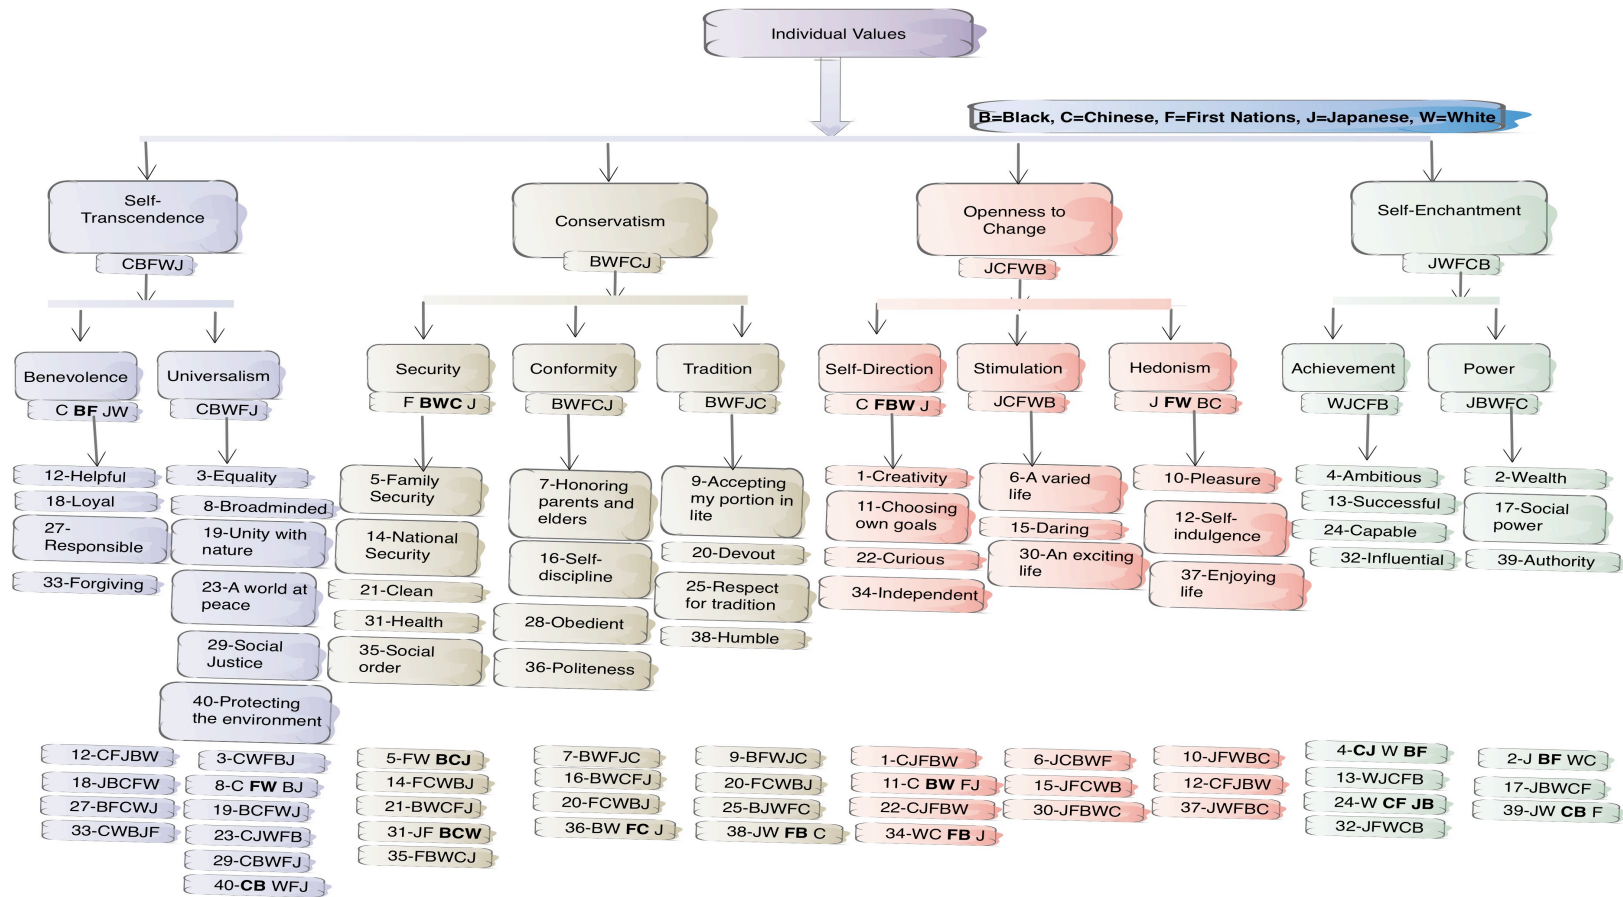 Individual Values
B=Black, C=Chinese, F=First Nations, J=Japanese, W=White
Self-
Transcendence
CBFWJ
Conservatism
BWFCJ
Openness to
Change
JCFWB
Self-Enchantment
JWFCB
Benevolence
C BF JW
Universalism
CBWFJ
Security
F BWC J
Conformity
BWFCJ
Tradition
BWFJC
Self-Direction
C FBW J
Stimulation
JCFWB
Hedonism
J FW BC
Achievement
WJCFB
Power
JBWFC
12-Helpful
18-Loyal
27-
Responsible
33-Forgiving
3-Equality
8-Broadminded
19-Unity with
nature
23-A world at
peace
29-Social
Justice
40-Protecting
the environment
5-Family
Security
14-National
Security
21-Clean
31-Health
35-Social
order
7-Honoring
parents and
elders
16-Self-
discipline
28-Obedient
36-Politeness
9-Accepting
my portion in
lite
20-Devout
25-Respect
for tradition
38-Humble
1-Creativity
11-Choosing
own goals
22-Curious
34-Independent
6-A varied
life
15-Daring
30-An exciting
life
10-Pleasure
12-Self-
indulgence
37-Enjoying
life
4-Ambitious
13-Successful
24-Capable
32-Influential
2-Wealth
17-Social
power
39-Authority
12-CFJBW
18-JBCFW
27-BFCWJ
33-CWBJF
3-CWFBJ
8-C FW BJ
19-BCFWJ
23-CJWFB
29-CBWFJ
40-CB WFJ
5-FW BCJ
14-FCWBJ
21-BWCFJ
31-JF BCW
35-FBWCJ
7-BWFJC
16-BWCFJ
20-FCWBJ
36-BW FC J
9-BFWJC
20-FCWBJ
25-BJWFC
38-JW FB C
1-CJFBW
11-C BW FJ
22-CJFBW
34-WC FB J
6-JCBWF
15-JFCWB
30-JFBWC
10-JFWBC
12-CFJBW
37-JWFBC
4-CJ W BF
13-WJCFB
24-W CF JB
32-JFWCB
2-J BF WC
17-JBWCF
39-JW CB F